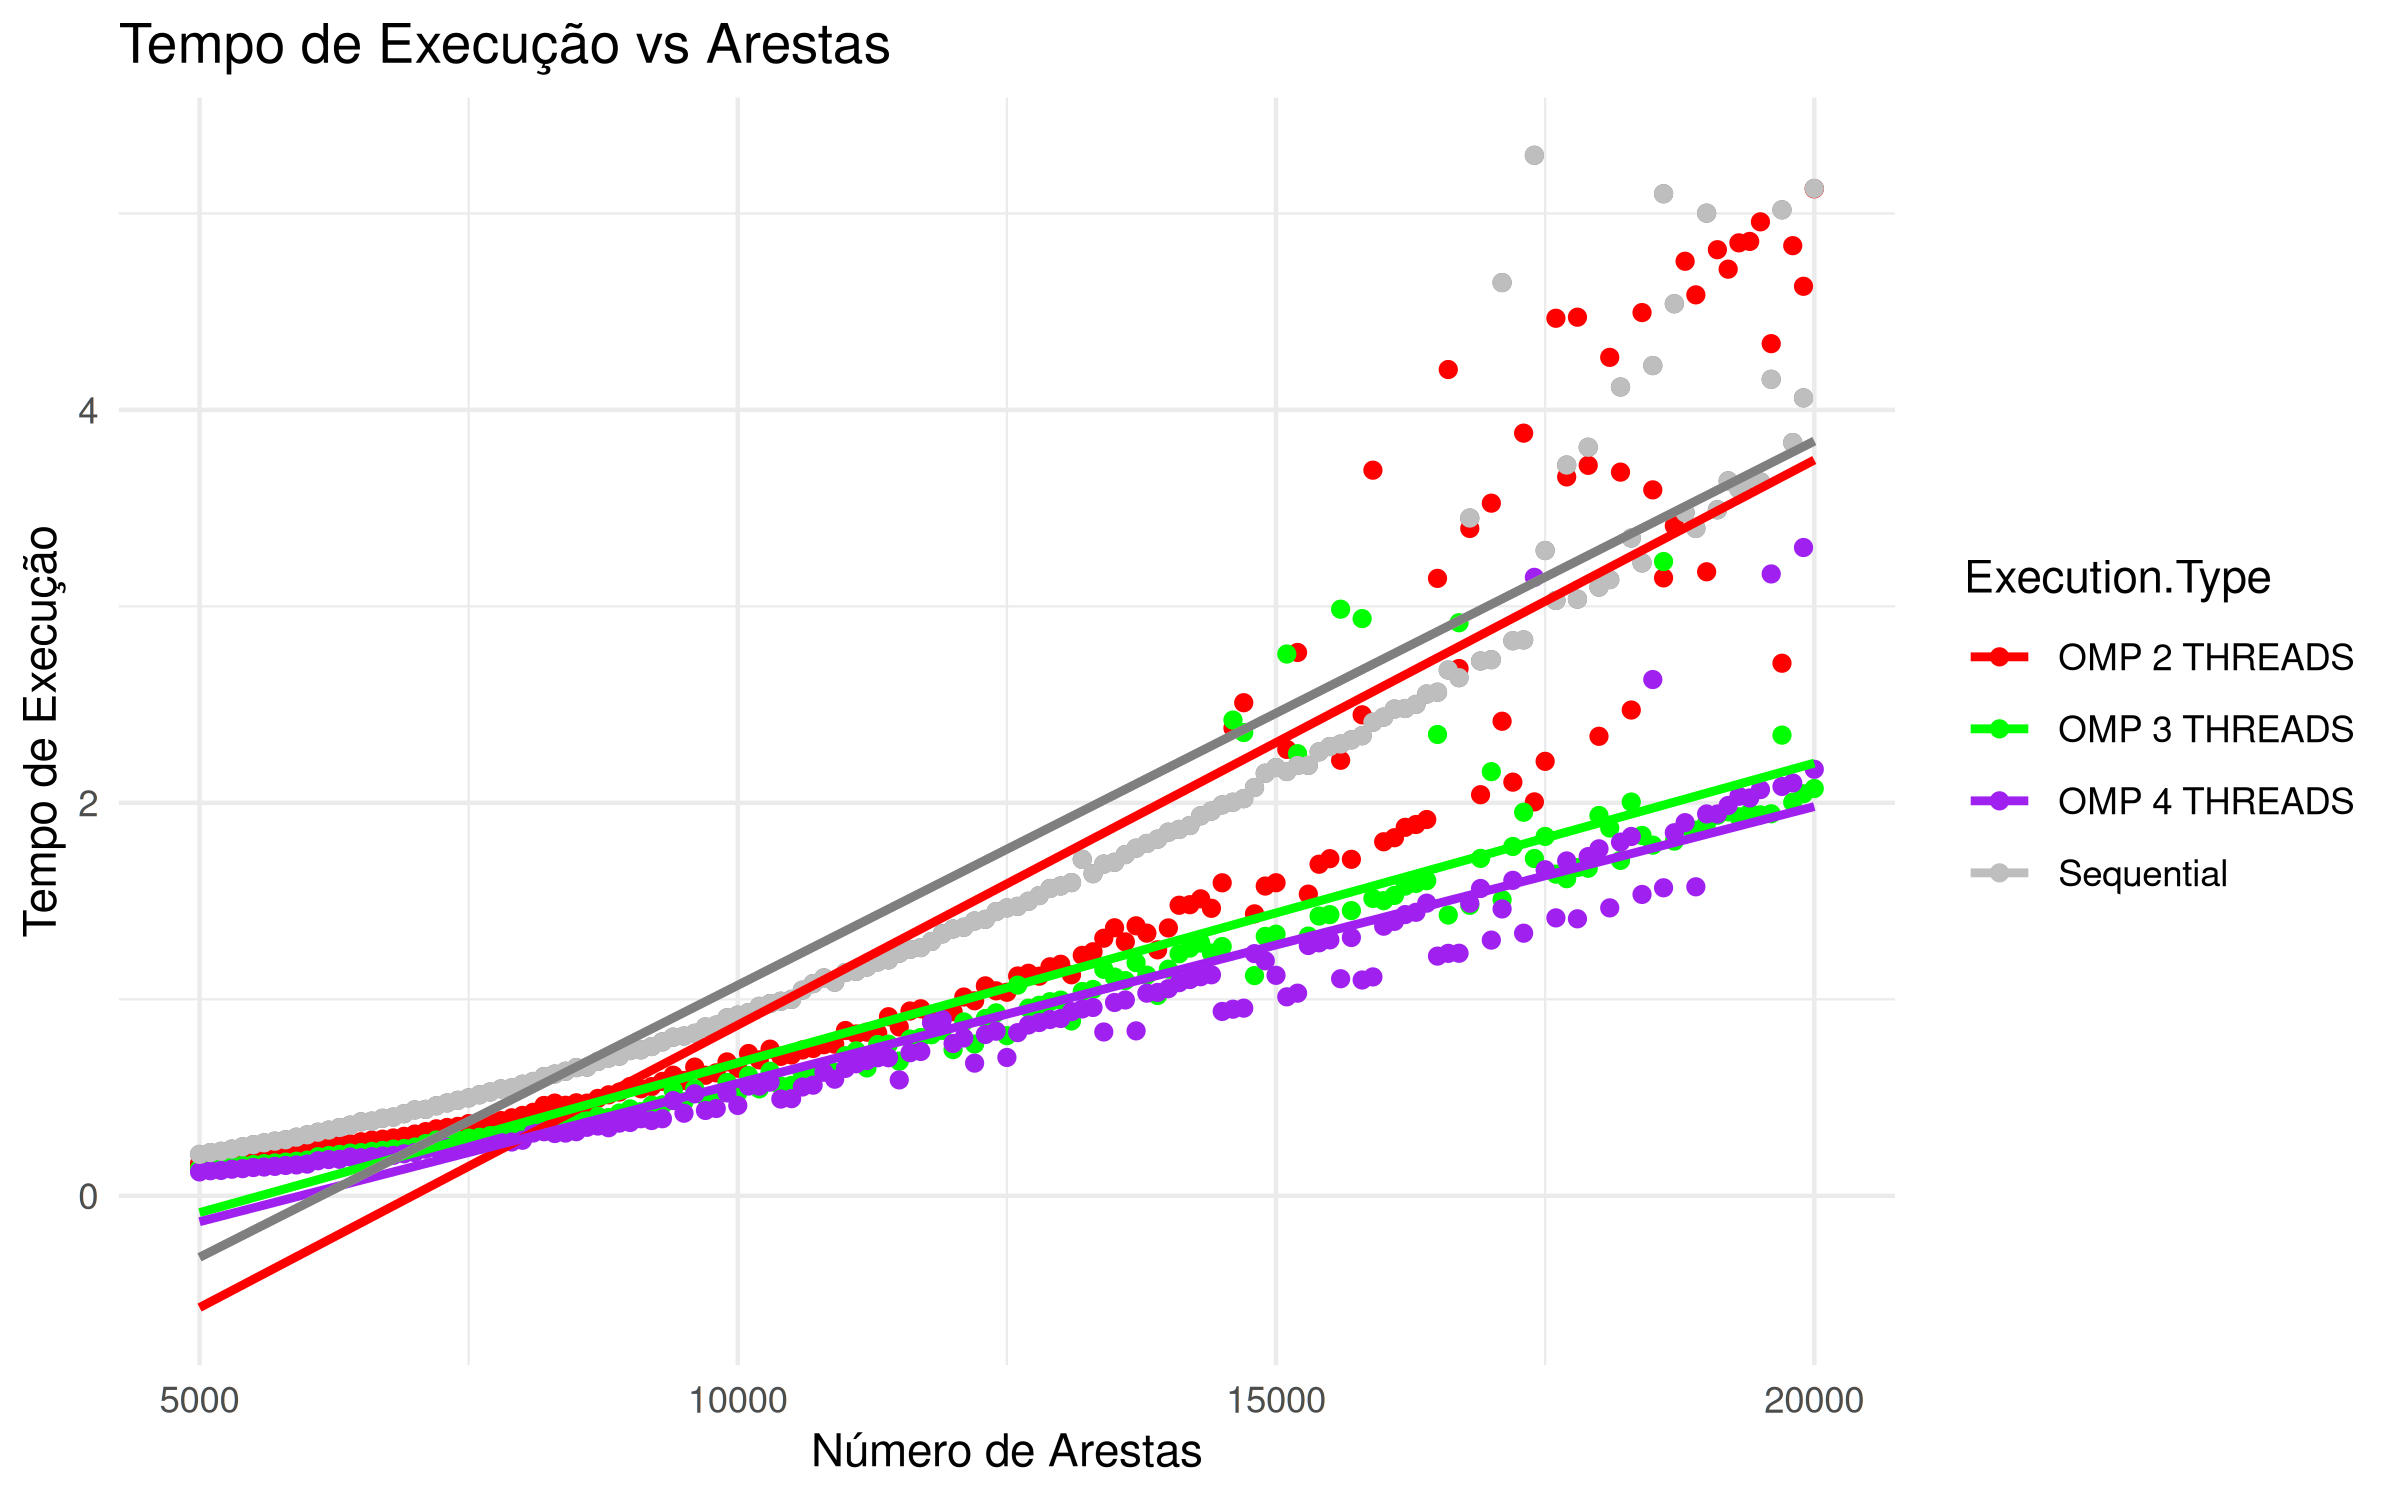 Tempo de Execução vs Arestas
Tempo de Execução
4
2
0
5000
10000
15000
20000
Número de Arestas
Execution.Type
OMP 2 THREADS
OMP 3 THREADS
OMP 4 THREADS
Sequential